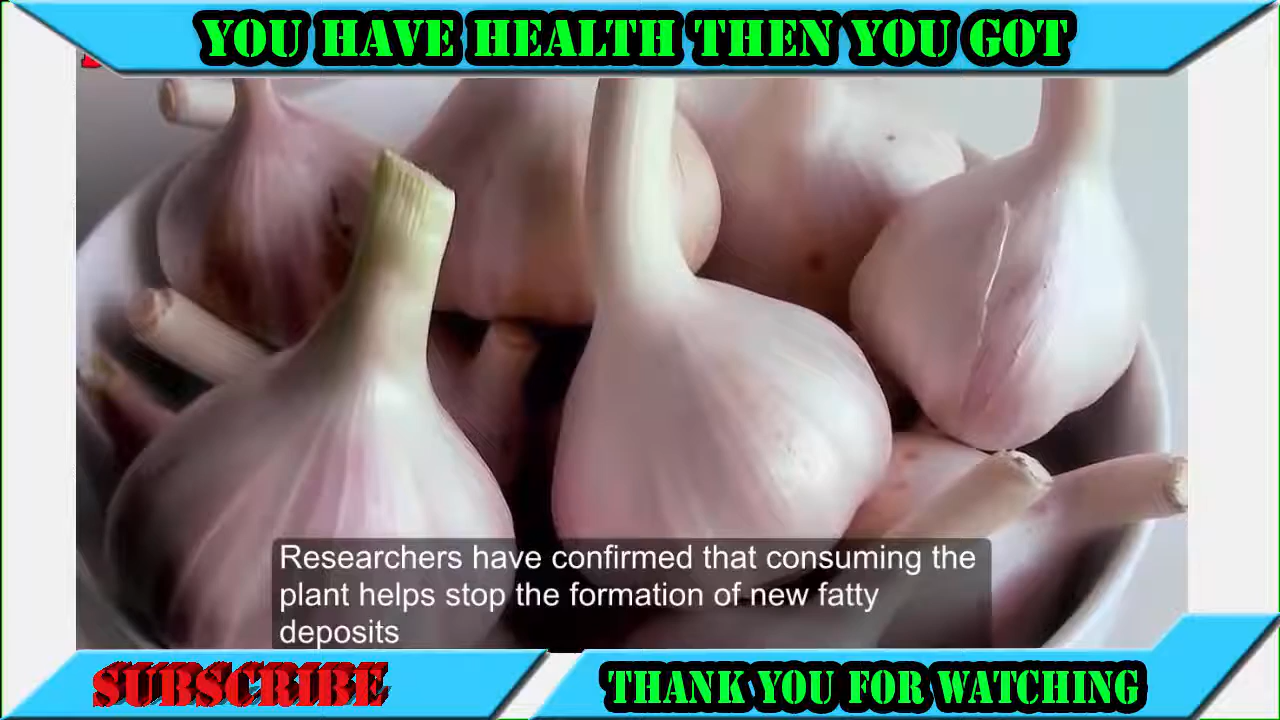 YOU HAVE HEALTH THEN YOU GOT
Researchers have confirmed that consuming the
plant helps stop the formation of new fatty
deposits
SUBSCRIBE
THANK YOU FOR WATCHING